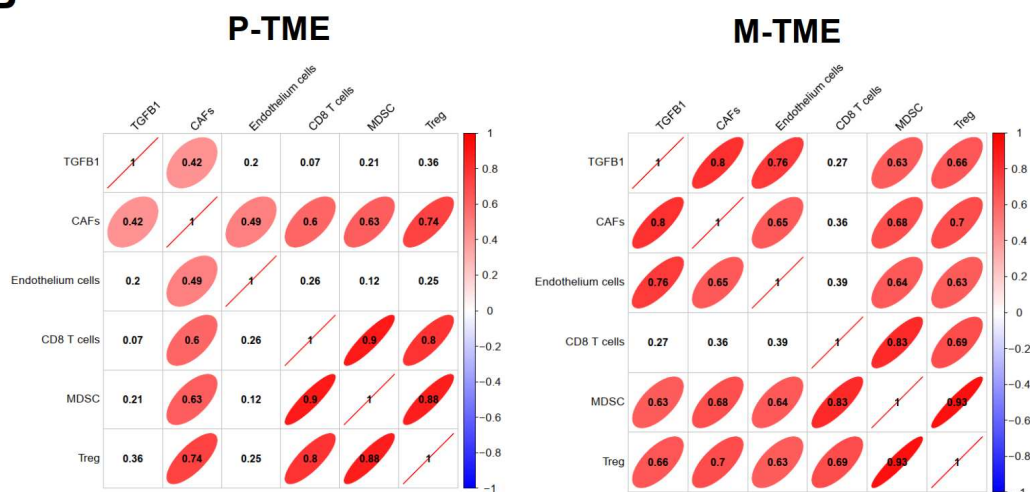 P-TME
TGFB1 CAFs Endothelium cells CD8 T cells MDSC Treg
TGFB1 1 0.42 0.2 0.07 0.21 0.36
CAFs 0.42 1 0.49 0.6 0.63 0.74
Endothelium cells 0.2 0.49 1 0.26 0.12 0.25
CD8 T cells 0.07 0.6 0.26 1 0.9 0.8
MDSC 0.21 0.63 0.12 0.9 1 0.88
Treg 0.36 0.74 0.25 0.8 0.88 1
1
0.8
0.6
0.4
0.2
0
-0.2
-0.4
-0.6
-0.8
-1
M-TME
TGFB1 CAFs Endothelium cells CD8 T cells MDSC Treg
TGFB1 1 0.8 0.76 0.27 0.63 0.66
CAFs 0.8 1 0.65 0.36 0.68 0.7
Endothelium cells 0.76 0.65 1 0.39 0.64 0.63
CD8 T cells 0.27 0.36 0.39 1 0.83 0.69
MDSC 0.63 0.68 0.64 0.83 1 0.93
Treg 0.66 0.7 0.63 0.69 0.93 1
1
0.8
0.6
0.4
0.2
0
-0.2
-0.4
-0.6
-0.8
-1